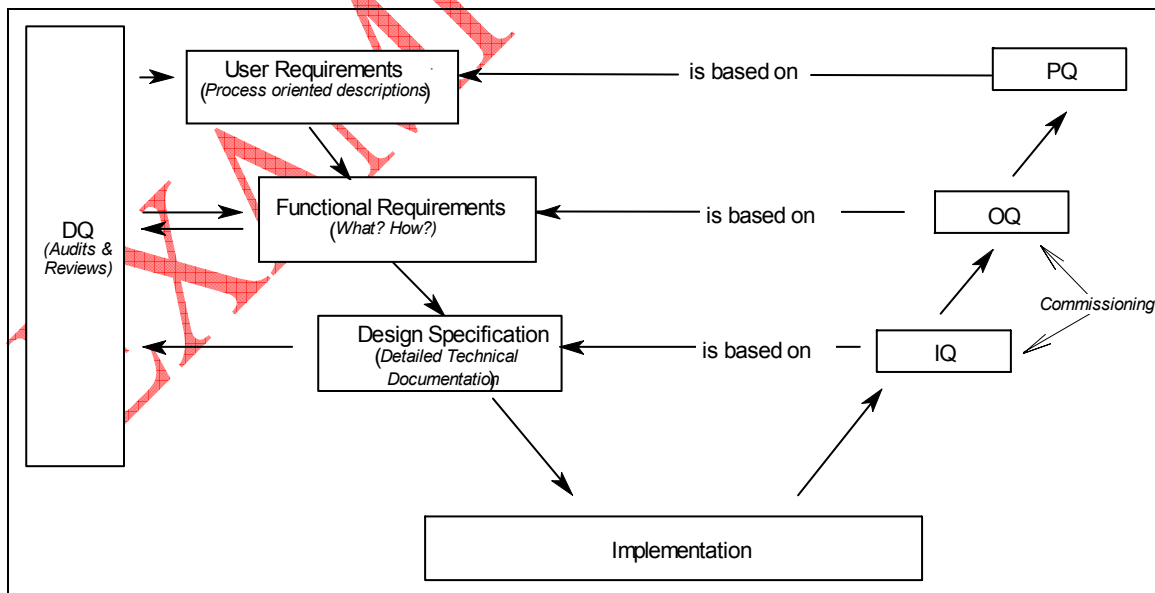 User Requirements
(Process oriented descriptions)
is based on
PQ
Functional Requirements
(What? How?)
is based on
OQ
DQ
(Audits &
Reviews)
Commissioning
Design Specification
(Detailed Technical
Documentation)
is based on
IQ
Implementation